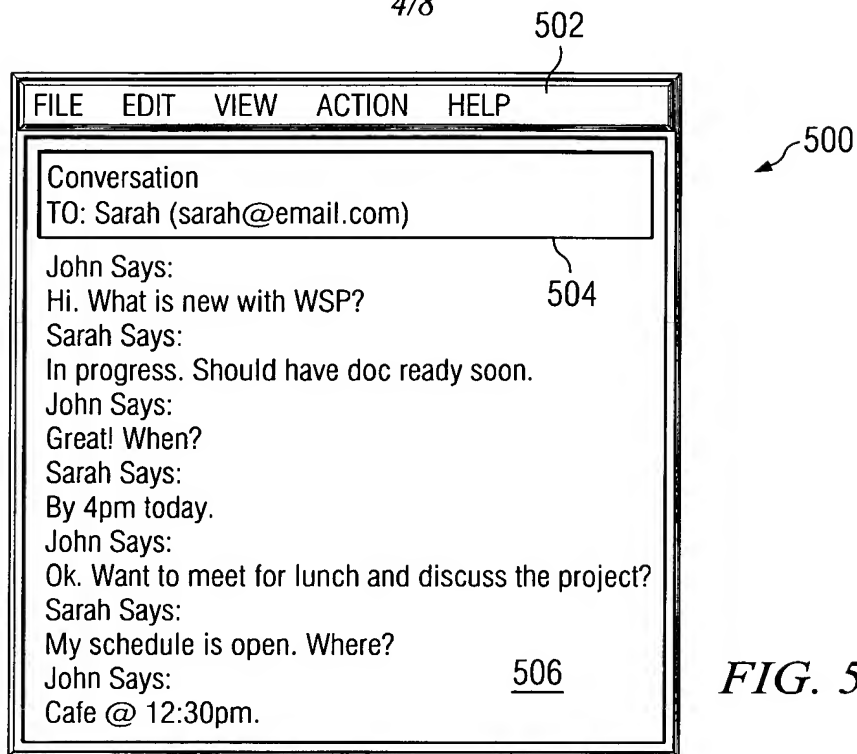 4/8
502
FILE EDIT VIEW ACTION HELP
500
Conversation
TO: Sarah (sarah@email.com)
504
John Says:
Hi. What is new with WSP?
Sarah Says:
In progress. Should have doc ready soon.
John Says:
Great! When?
Sarah Says:
By 4pm today.
John Says:
Ok. Want to meet for lunch and discuss the project?
Sarah Says:
My schedule is open. Where?
John Says:
Cafe @ 12:30pm.
506
FIG. 5